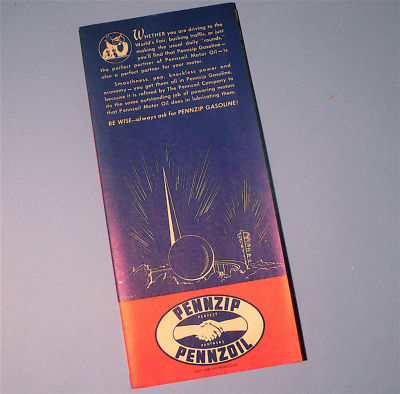 WHETHER you are driving to the
World's Fair, bucking traffic, or just
making the usual daily "rounds,"
you'll find that Pennzip Gasoline—
the perfect partner of Pennzoil Motor Oil—is
also a perfect partner for your motor.
Smoothness, pep, knockless power and
economy—you get them all in Pennzip Gasoline,
because it is refined by The Pennzoil Company to
do the same outstanding job of powering motors
that Pennzoil Motor Oil does in lubricating them.
BE WISE—always ask for PENNZIP GASOLINE!
PENNZIP
PERFECT
PARTNERS
PENNZOIL